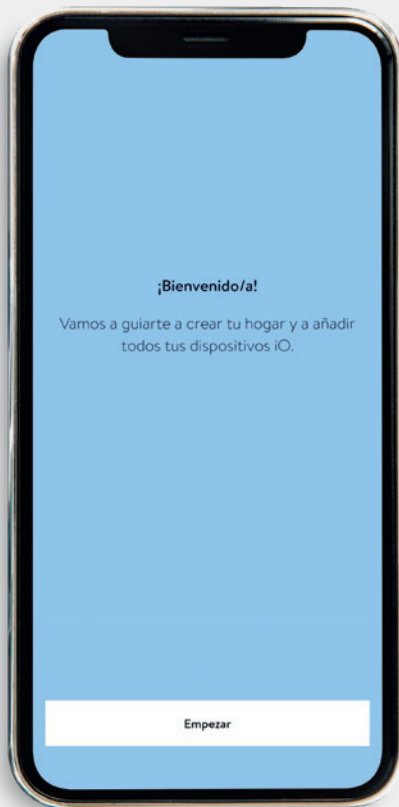 ¡Bienvenido/a!
Vamos a guiarte a crear tu hogar y a añadir
todos tus dispositivos iO.
Empezar